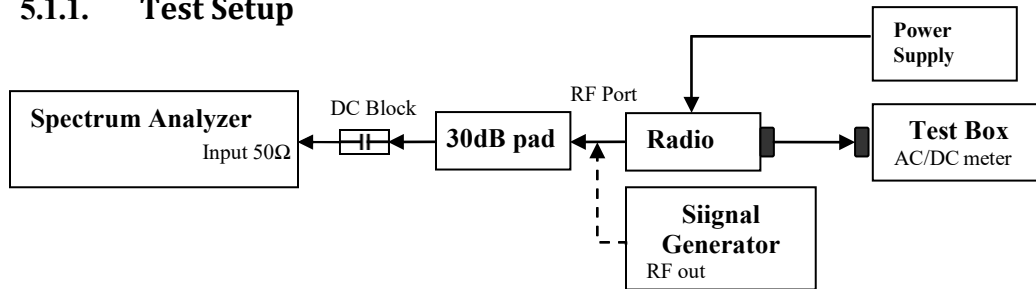 5.1.1. Test Setup
Power
Supply
RF Port
DC Block
Spectrum Analyzer
Input 50Ω
30dB pad
Radio
Test Box
AC/DC meter
Siignal
Generator
RF out